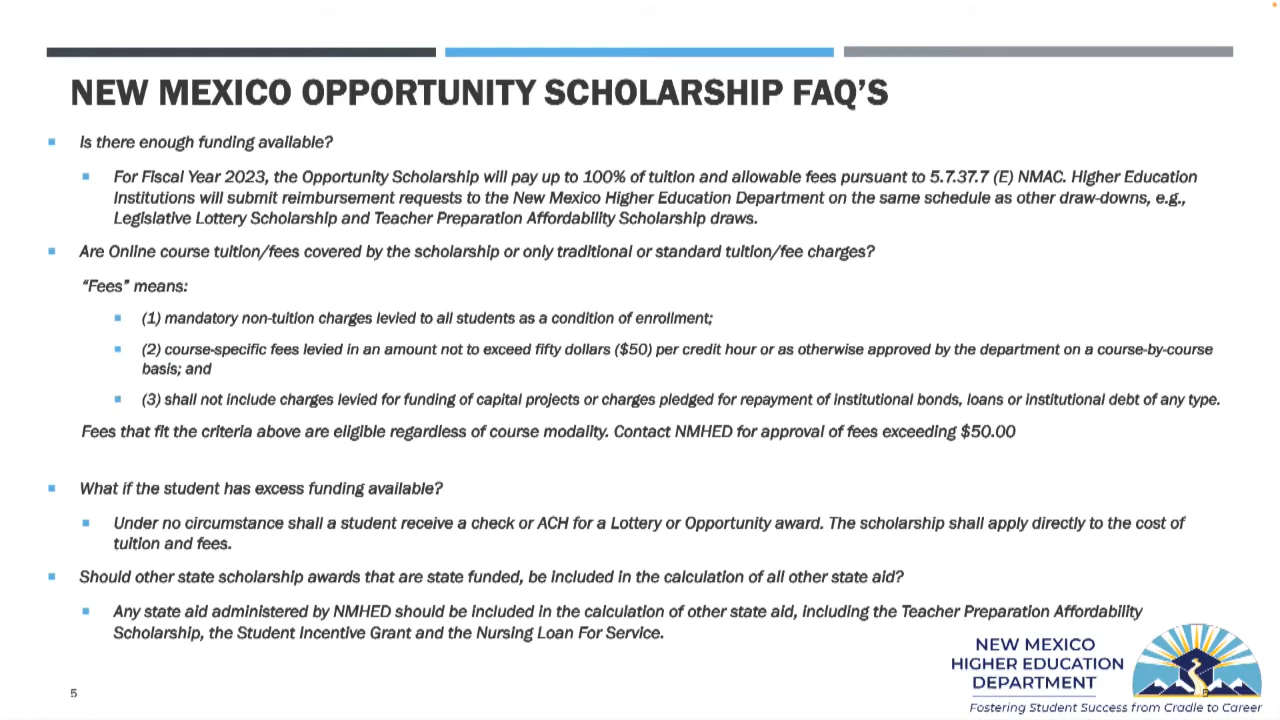 NEW MEXICO OPPORTUNITY SCHOLARSHIP FAQ'S
Is there enough funding available?
For Fiscal Year 2023, the Opportunity Scholarship will pay up to 100% of tuition and allowable fees pursuant to 5.7.37.7 (E) NMAC. Higher Education
Institutions will submit reimbursement requests to the New Mexico Higher Education Department on the same schedule as other draw-downs, e.g.,
Legislative Lottery Scholarship and Teacher Preparation Affordability Scholarship draws.
Are Online course tuition/fees covered by the scholarship or only traditional or standard tuition/fee charges?
"Fees" means:
(1) mandatory non-tuition charges levied to all students as a condition of enrollment;
(2) course-specific fees levied in an amount not to exceed fifty dollars ($50) per credit hour or as otherwise approved by the department on a course-by-course
basis; and
(3) shall not include charges levied for funding of capital projects or charges pledged for repayment of institutional bonds, loans or institutional debt of any type.
Fees that fit the criteria above are eligible regardless of course modality. Contact NMHED for approval of fees exceeding $50.00
What if the student has excess funding available?
Under no circumstance shall a student receive a check or ACH for a Lottery or Opportunity award. The scholarship shall apply directly to the cost of
tuition and fees.
Should other state scholarship awards that are state funded, be included in the calculation of all other state aid?
Any state aid administered by NMHED should be included in the calculation of other state aid, including the Teacher Preparation Affordability
Scholarship, the Student Incentive Grant and the Nursing Loan For Service.
NEW MEXICO
HIGHER EDUCATION
DEPARTMENT
Fostering Student Success from Cradle to Career
5
5